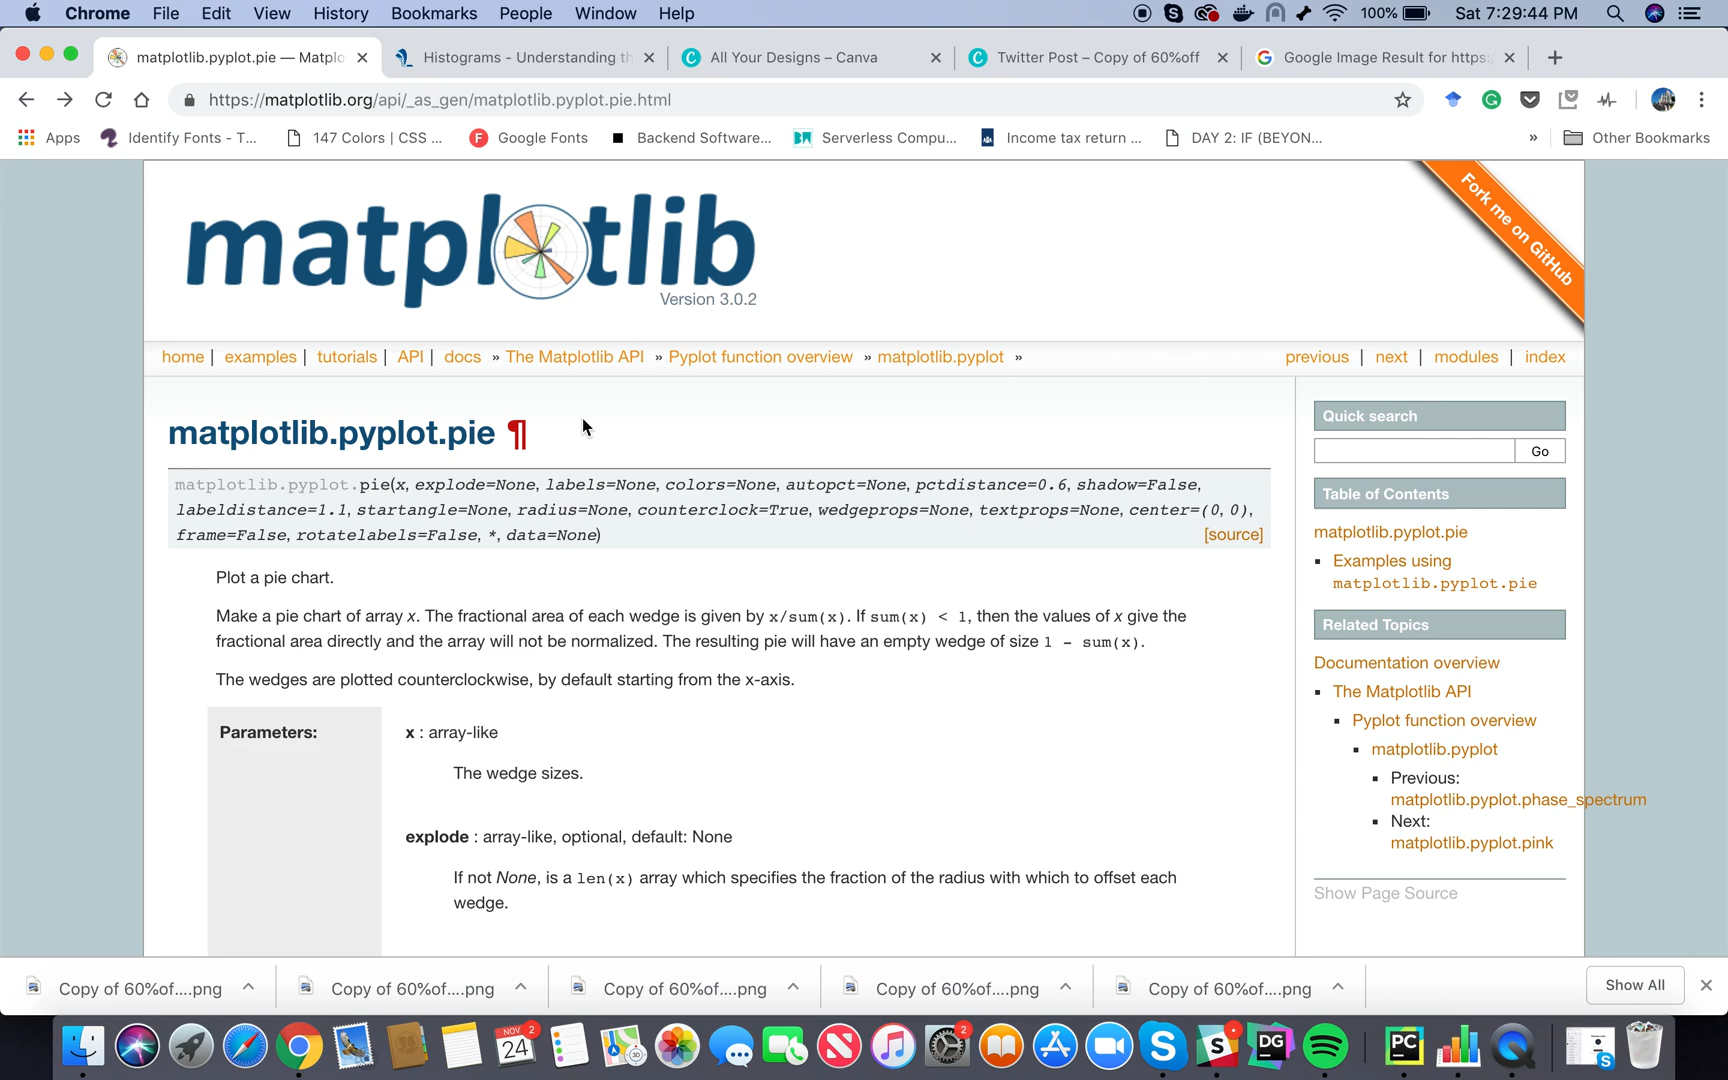 Chrome File Edit View History Bookmarks People Window Help 100% Sat 7:29:44 PM
matplotlib.pyplot.pie — Matplo Histograms - Understanding th All Your Designs – Canva Twitter Post – Copy of 60%off Google Image Result for https:
https://matplotlib.org/api/_as_gen/matplotlib.pyplot.pie.html
Apps Identify Fonts - T... 147 Colors | CSS ... Google Fonts Backend Software... Serverless Compu... Income tax return ... DAY 2: IF (BEYON... » Other Bookmarks
Fork me on GitHub
matplotlib
Version 3.0.2
home | examples | tutorials | API | docs » The Matplotlib API » Pyplot function overview » matplotlib.pyplot » previous | next | modules | index
matplotlib.pyplot.pie ¶
matplotlib.pyplot.pie(x, explode=None, labels=None, colors=None, autopct=None, pctdistance=0.6, shadow=False,
labeldistance=1.1, startangle=None, radius=None, counterclock=True, wedgeprops=None, textprops=None, center=(0, 0),
frame=False, rotatelabels=False, *, data=None) [source]
Plot a pie chart.
Make a pie chart of array x. The fractional area of each wedge is given by x/sum(x). If sum(x) < 1, then the values of x give the
fractional area directly and the array will not be normalized. The resulting pie will have an empty wedge of size 1 - sum(x).
The wedges are plotted counterclockwise, by default starting from the x-axis.
Parameters: x : array-like
The wedge sizes.
explode : array-like, optional, default: None
If not None, is a len(x) array which specifies the fraction of the radius with which to offset each
wedge.
Quick search
Go
Table of Contents
matplotlib.pyplot.pie
Examples using
matplotlib.pyplot.pie
Related Topics
Documentation overview
The Matplotlib API
Pyplot function overview
matplotlib.pyplot
Previous:
matplotlib.pyplot.phase_spectrum
Next:
matplotlib.pyplot.pink
Show Page Source
Copy of 60%of....png Copy of 60%of....png Copy of 60%of....png Copy of 60%of....png Copy of 60%of....png Show All
NOV 2 24 2 DG PC